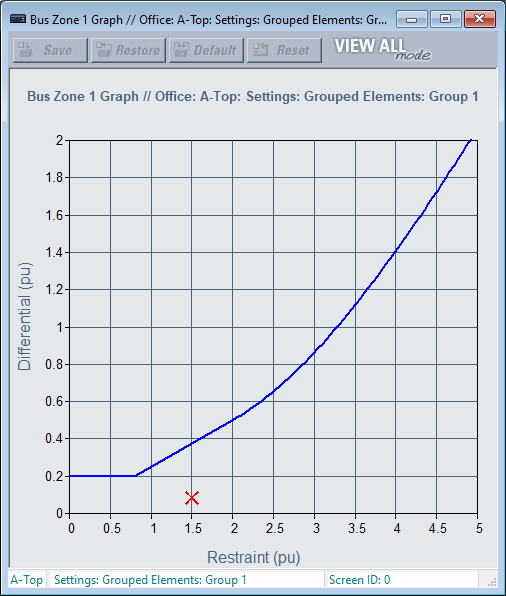 Bus Zone 1 Graph // Office: A-Top: Settings: Grouped Elements: Gr...
Save Restore Default Reset VIEW ALL mode
Bus Zone 1 Graph // Office: A-Top: Settings: Grouped Elements: Group 1
2
1.8
1.6
1.4
1.2
1
0.8
0.6
0.4
0.2
0
Differential (pu)
0 0.5 1 1.5 2 2.5 3 3.5 4 4.5 5
Restraint (pu)
A-Top Settings: Grouped Elements: Group 1 Screen ID: 0